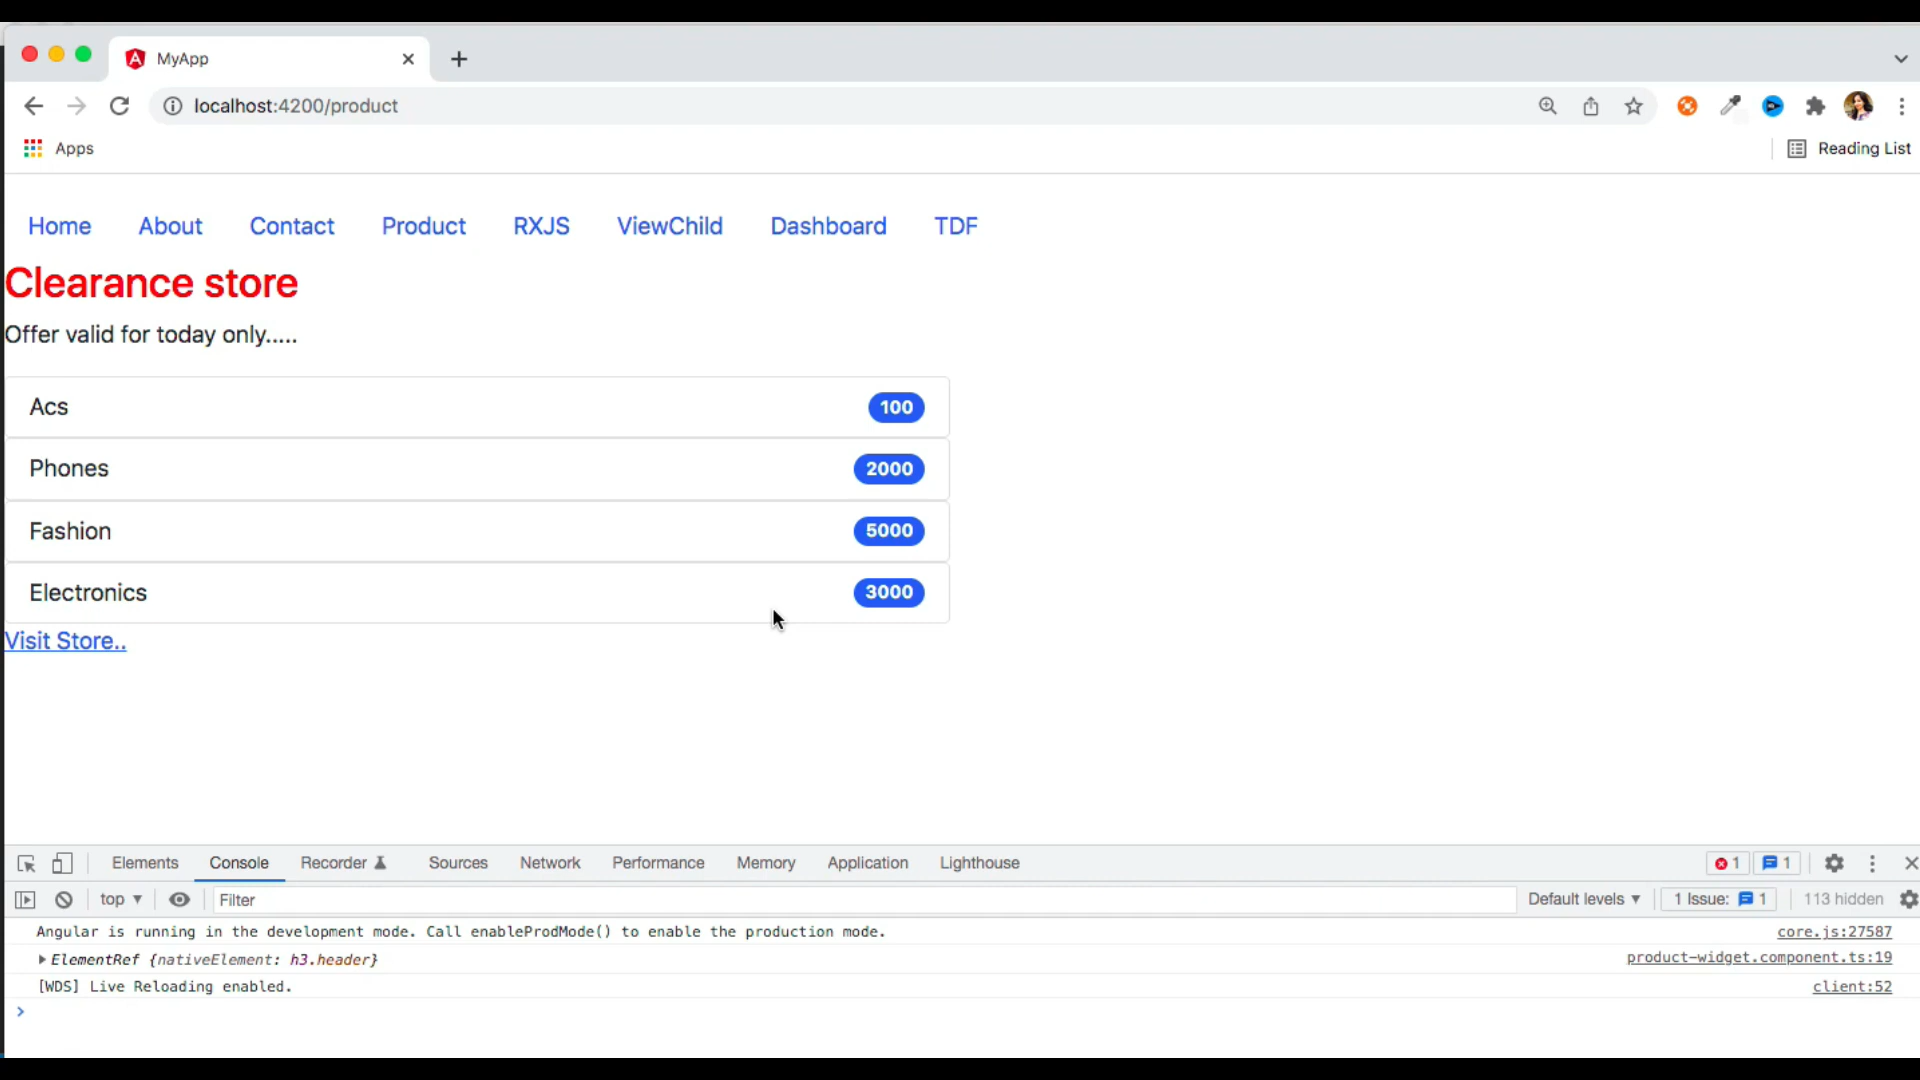 MyApp
localhost:4200/product
Apps
Reading List
Home About Contact Product RXJS ViewChild Dashboard TDF
Clearance store
Offer valid for today only.....
Acs 100
Phones 2000
Fashion 5000
Electronics 3000
Visit Store..
Elements Console Recorder Sources Network Performance Memory Application Lighthouse 1 1
top Filter Default levels 1 Issue: 1 113 hidden
Angular is running in the development mode. Call enableProdMode() to enable the production mode. core.js:27587
ElementRef {nativeElement: h3.header} product-widget.component.ts:19
[WDS] Live Reloading enabled. client:52